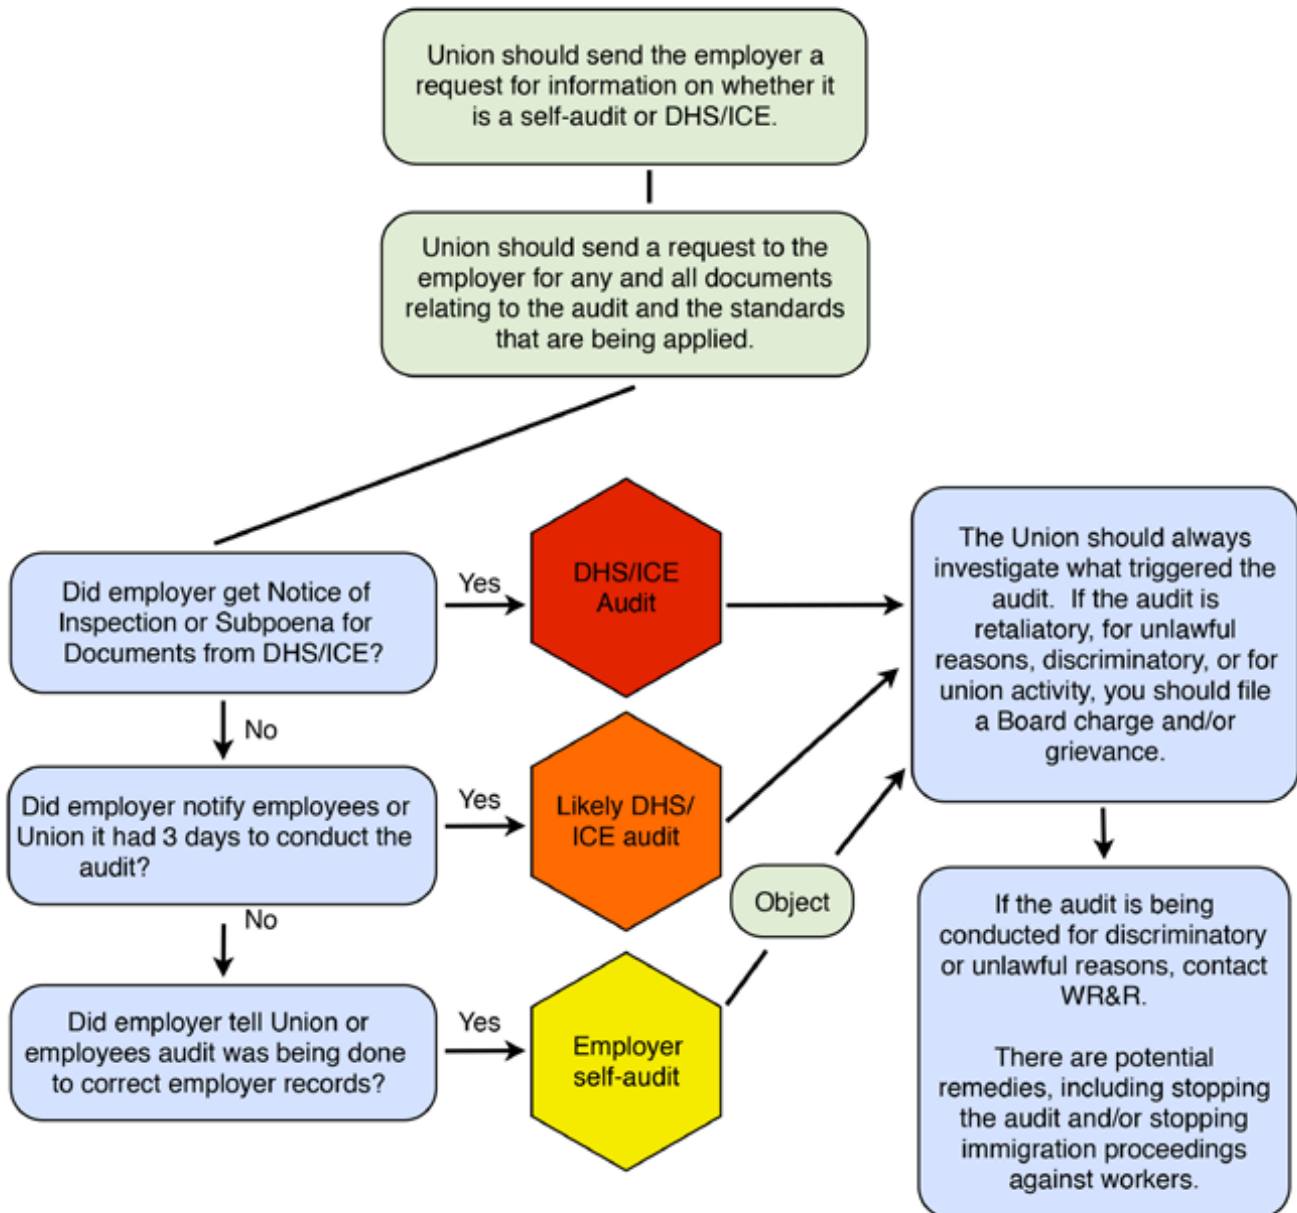 Union should send the employer a
request for information on whether it
is a self-audit or DHS/ICE.
Union should send a request to the
employer for any and all documents
relating to the audit and the standards
that are being applied.
Did employer get Notice of
Inspection or Subpoena for
Documents from DHS/ICE?
Yes
DHS/ICE
Audit
The Union should always
investigate what triggered the
audit.  If the audit is
retaliatory, for unlawful
reasons, discriminatory, or for
union activity, you should file
a Board charge and/or
grievance.
No
Did employer notify employees or
Union it had 3 days to conduct the
audit?
Yes
Likely DHS/
ICE audit
Object
No
Did employer tell Union or
employees audit was being done
to correct employer records?
Yes
Employer
self-audit
If the audit is being
conducted for discriminatory
or unlawful reasons, contact
WR&R.
There are potential
remedies, including stopping
the audit and/or stopping
immigration proceedings
against workers.